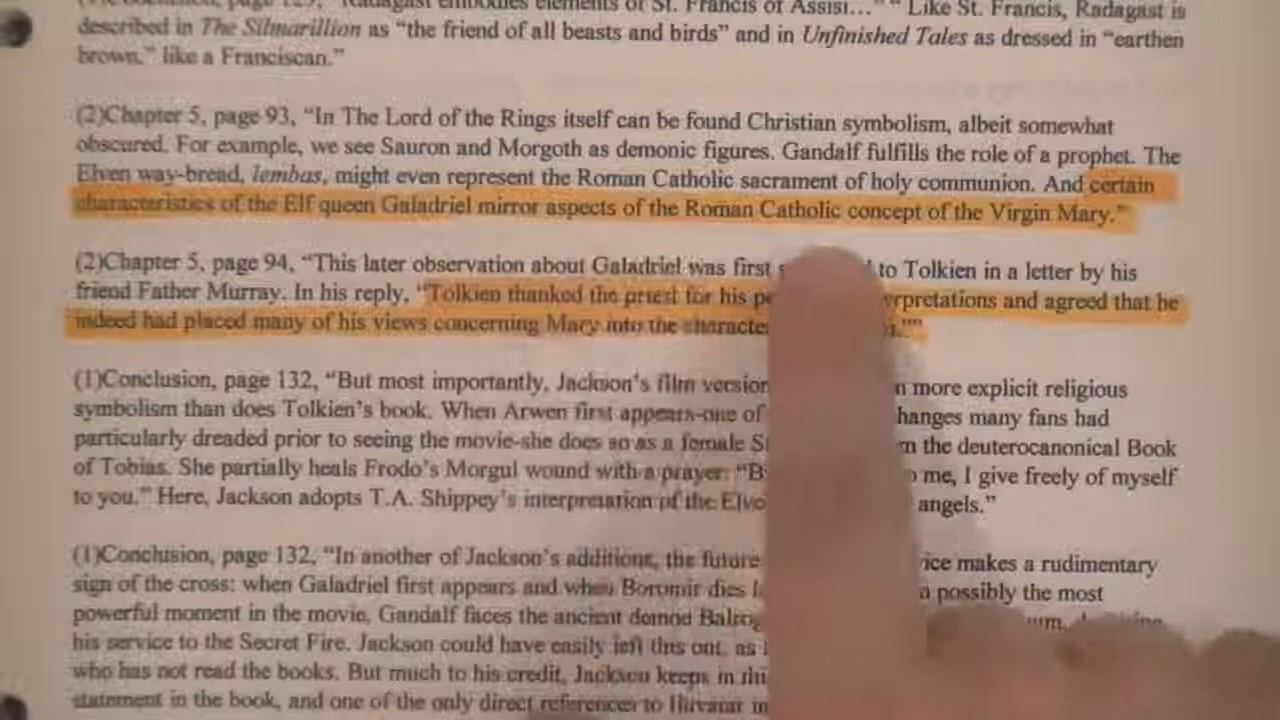 page 129, "Radagast embodies elements of St. Francis of Assisi..." " Like St. Francis, Radagast is
described in The Silmarillion as "the friend of all beasts and birds" and in Unfinished Tales as dressed in "earthen
brown," like a Franciscan."
(2)Chapter 5, page 93, "In The Lord of the Rings itself can be found Christian symbolism, albeit somewhat
obscured. For example, we see Sauron and Morgoth as demonic figures. Gandalf fulfills the role of a prophet. The
Elven way-bread, lembas, might even represent the Roman Catholic sacrament of holy communion. And certain
characteristics of the Elf queen Galadriel mirror aspects of the Roman Catholic concept of the Virgin Mary."
(2)Chapter 5, page 94, "This later observation about Galadriel was first to Tolkien in a letter by his
friend Father Murray. In his reply, "Tolkien thanked the priest for his and agreed that he
indeed had placed many of his views concerning Mary into the
(1)Conclusion, page 132, "But most importantly, Jackson's film more explicit religious
symbolism than does Tolkien's book. When Arwen first appears-one of many fans had
particularly dreaded prior to seeing the movie-she does so as a female the deuterocanonical Book
of Tobias. She partially heals Frodo's Morgul wound with a prayer: me, I give freely of myself
to you." Here, Jackson adopts T.A. Shippey's interpretation of the angels."
(1)Conclusion, page 132, "In another of Jackson's additions, the future makes a rudimentary
sign of the cross: when Galadriel first appears and when Boromir dies possibly the most
powerful moment in the movie, Gandalf faces the ancient demod
his service to the Secret Fire. Jackson could have easily left this out, as
who has not read the books. But much to his credit, Jackson keeps in
statement in the book, and one of the only direct references to Iluvatar